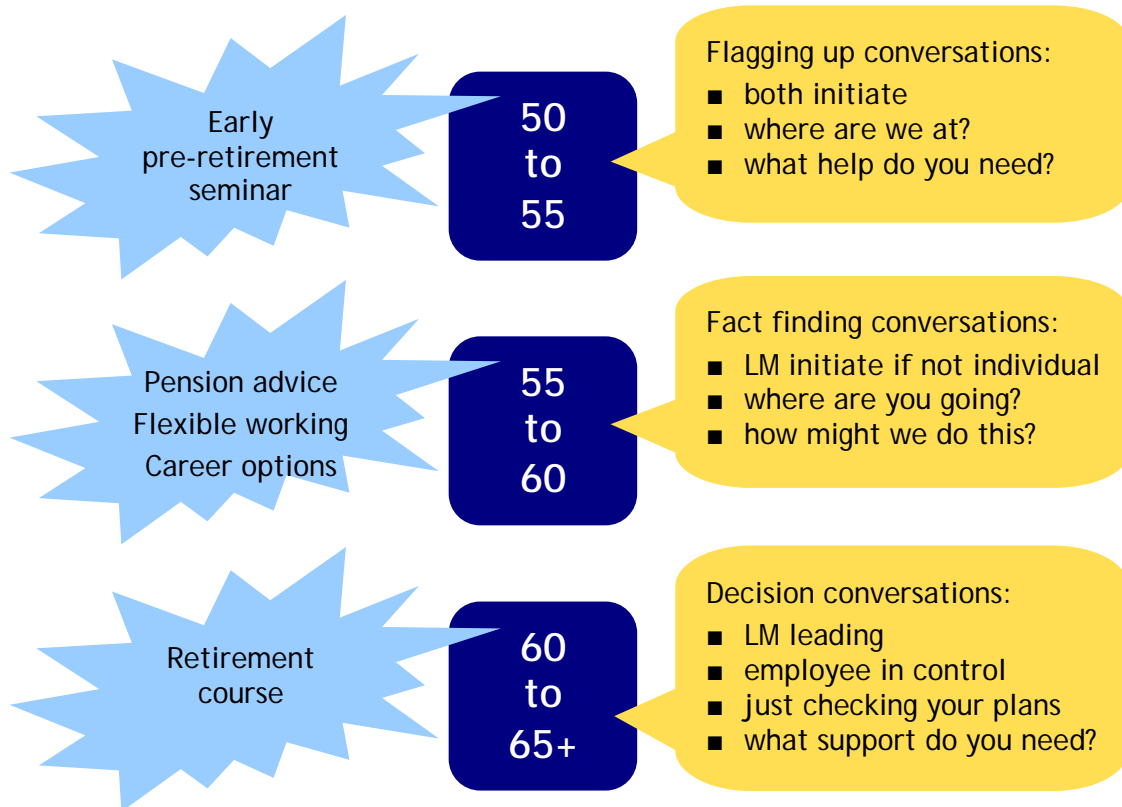 Early
pre-retirement
seminar
50
to
55
Flagging up conversations:
■ both initiate
■ where are we at?
■ what help do you need?
Pension advice
Flexible working
Career options
55
to
60
Fact finding conversations:
■ LM initiate if not individual
■ where are you going?
■ how might we do this?
Retirement
course
60
to
65+
Decision conversations:
■ LM leading
■ employee in control
■ just checking your plans
■ what support do you need?